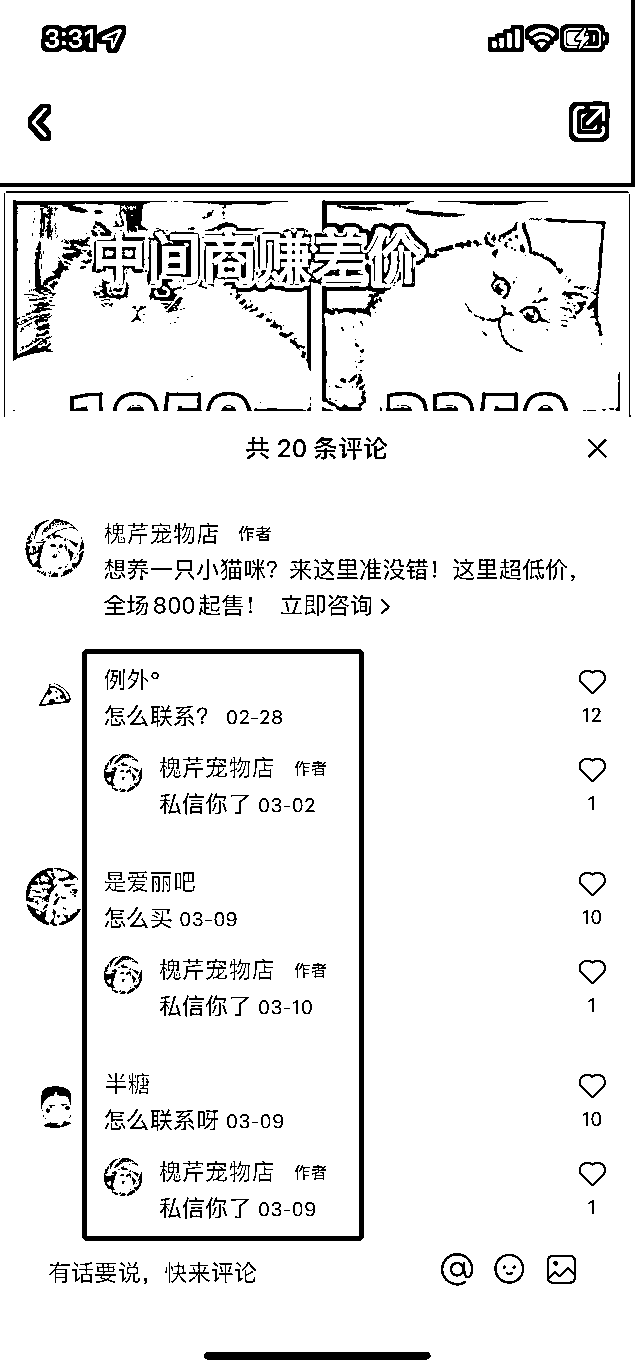 3:31
中间商赚差价
共 20 条评论
槐芹宠物店 作者
想养一只小猫咪？来这里准没错！这里超低价，
全场800起售！ 立即咨询 >
例外°
怎么联系？ 02-28
12
槐芹宠物店 作者
私信你了 03-02
1
是爱丽吧
怎么买 03-09
10
槐芹宠物店 作者
私信你了 03-10
1
半糖
怎么联系呀 03-09
10
槐芹宠物店 作者
私信你了 03-09
1
有话要说，快来评论